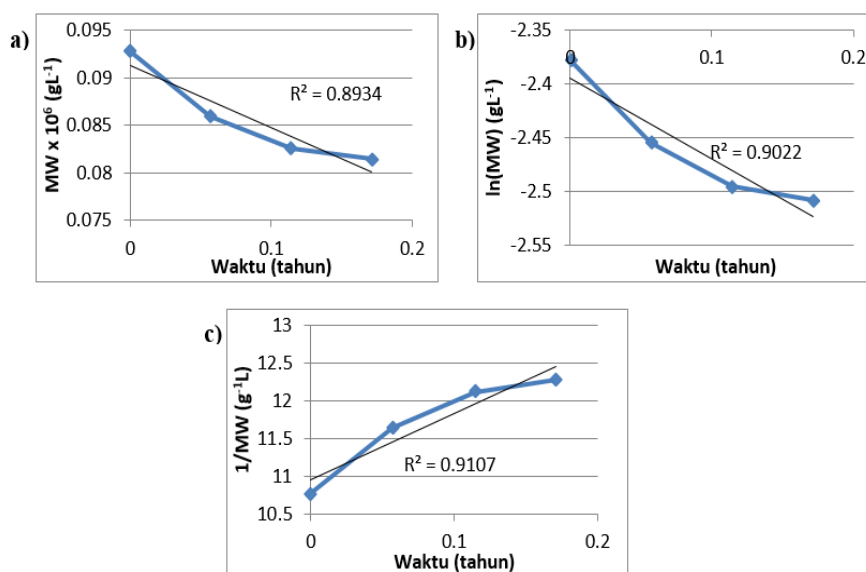 a)
0.095
0.09
0.085
0.08
0.075
MW x 10⁶ (gL⁻¹)
R² = 0.8934
0
0.1
0.2
Waktu (tahun)
b)
-2.35
-2.4
-2.45
-2.5
-2.55
ln(MW) (gL⁻¹)
0
0.1
0.2
R² = 0.9022
Waktu (tahun)
c)
13
12.5
12
11.5
11
10.5
1/MW (g⁻¹L)
R² = 0.9107
0
0.1
0.2
Waktu (tahun)